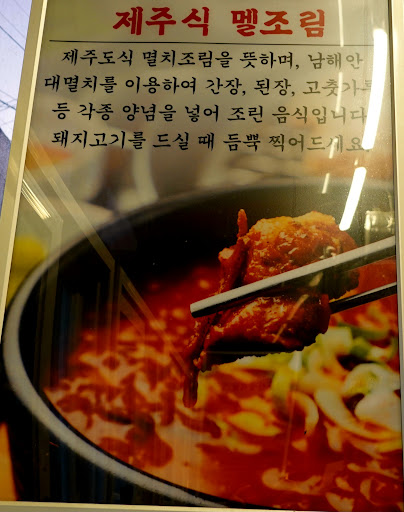 제주식 멜조림
제주도식 멸치조림을 뜻하며, 남해안
대멸치를 이용하여 간장, 된장, 고춧가루
등 각종 양념을 넣어 조린 음식입니다
돼지고기를 드실 때 듬뿍 찍어드세요